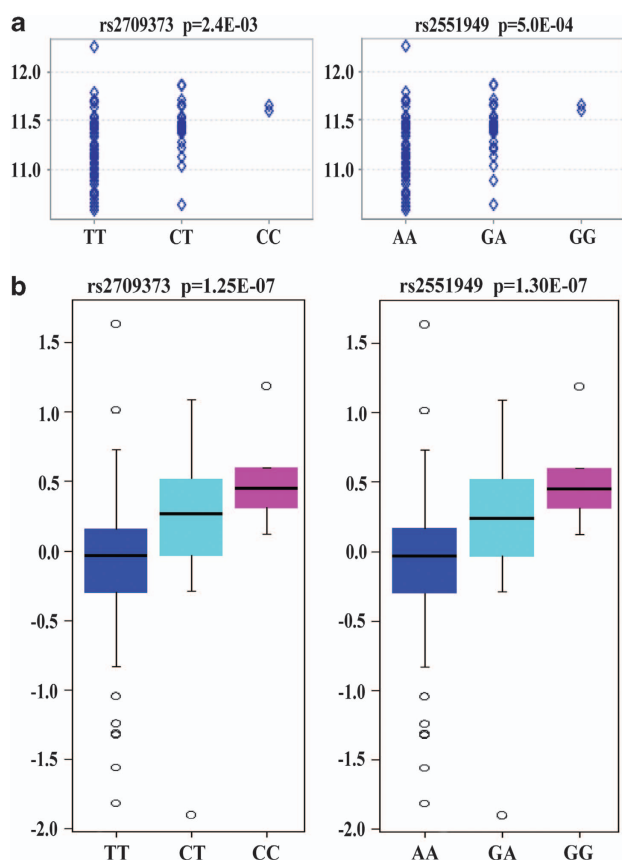 a
rs2709373 p=2.4E-03
12.0
11.5
11.0
TT CT CC
rs2551949 p=5.0E-04
12.0
11.5
11.0
AA GA GG
b
rs2709373 p=1.25E-07
1.5
1.0
0.5
0.0
-0.5
-1.0
-1.5
-2.0
TT CT CC
rs2551949 p=1.30E-07
1.5
1.0
0.5
0.0
-0.5
-1.0
-1.5
-2.0
AA GA GG